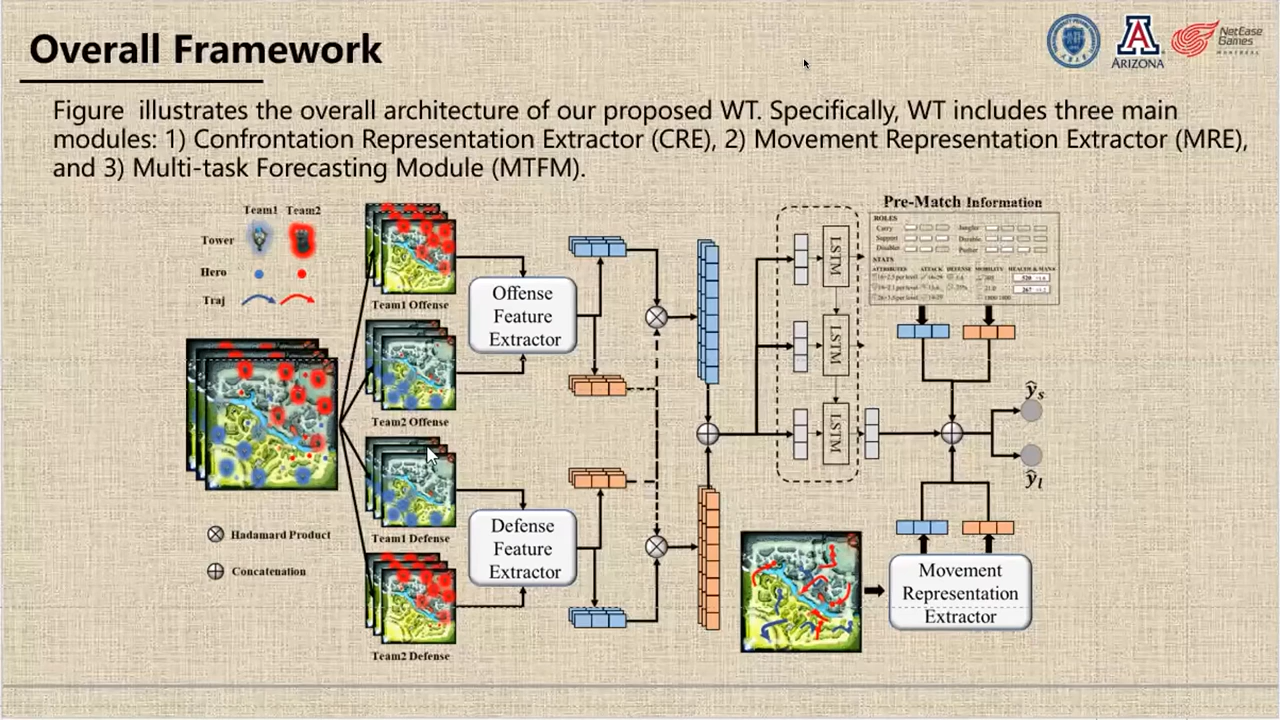 Overall Framework
NetEase
Games
MONTREAL
ARIZONA
Figure illustrates the overall architecture of our proposed WT. Specifically, WT includes three main
modules: 1) Confrontation Representation Extractor (CRE), 2) Movement Representation Extractor (MRE),
and 3) Multi-task Forecasting Module (MTFM).
Team1 Team2
Tower
Hero
Traj
Hadamard Product
Concatenation
Team1 Offense
Team2 Offense
Team1 Defense
Team2 Defense
Offense
Feature
Extractor
Defense
Feature
Extractor
LSTM
LSTM
LSTM
Pre-Match Information
ROLES
Carry
Support
Disabler
Jungler
Durable
Pusher
STATS
ATTRIBUTES ATTACK DEFENSE MOBILITY HEALTH & MANA
ŷs
ŷl
Movement
Representation
Extractor